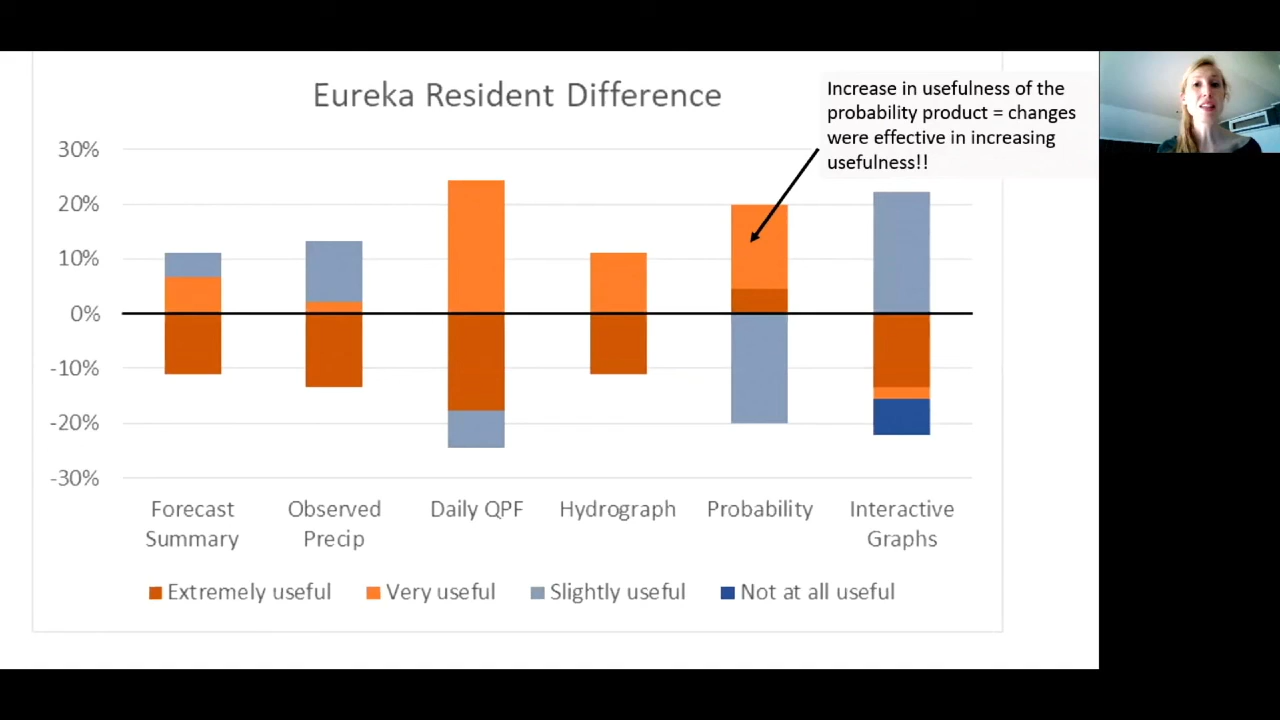 Eureka Resident Difference
Increase in usefulness of the
probability product = changes
were effective in increasing
usefulness!!
30%
20%
10%
0%
-10%
-20%
-30%
Forecast Summary
Observed Precip
Daily QPF
Hydrograph
Probability
Interactive Graphs
Extremely useful
Very useful
Slightly useful
Not at all useful